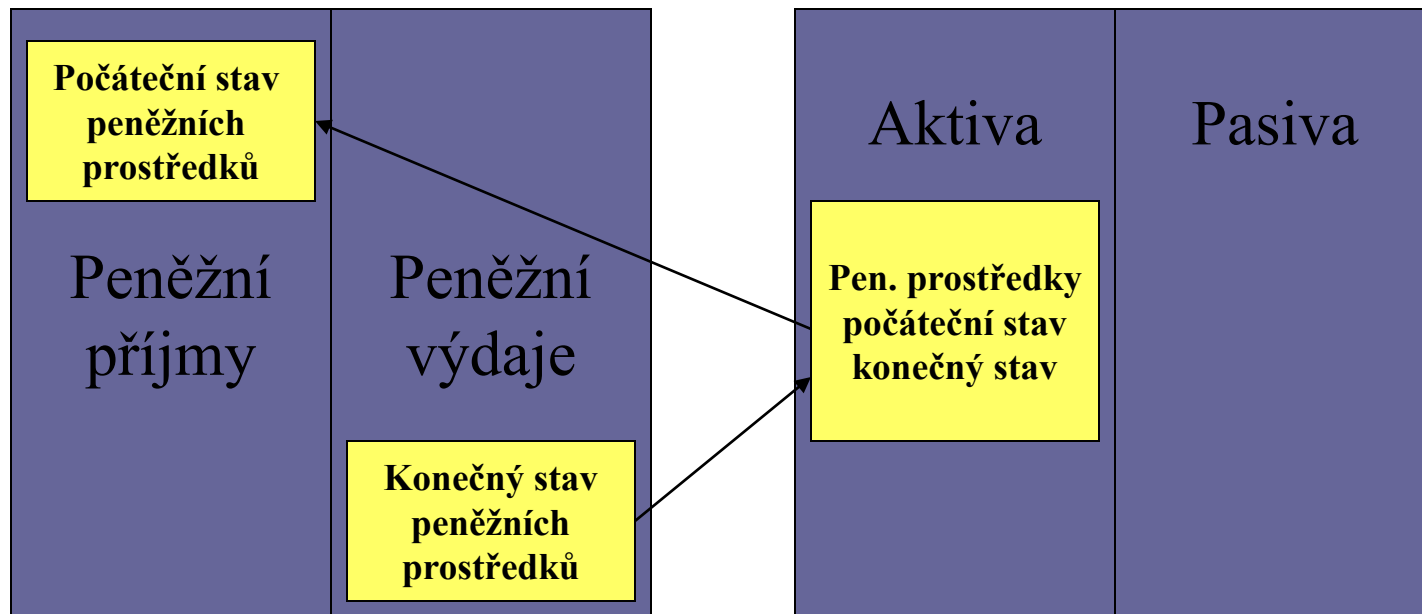 Počáteční stav
peněžních
prostředků
Peněžní
příjmy
Peněžní
výdaje
Konečný stav
peněžních
prostředků
Aktiva
Pasiva
Pen. prostředky
počáteční stav
konečný stav